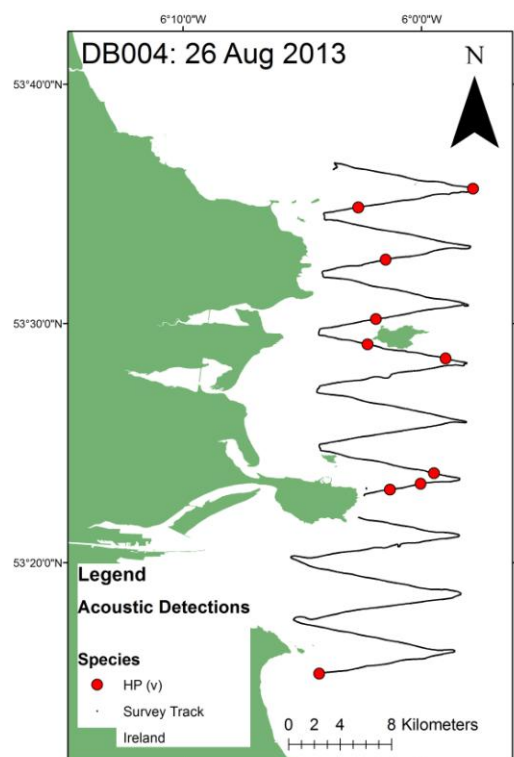 6°10'0"W 6°0'0"W
DB004: 26 Aug 2013
N
53°40'0"N
53°30'0"N
53°20'0"N
Legend
Acoustic Detections
Species
HP (v)
Survey Track
Ireland
0 2 4 8 Kilometers